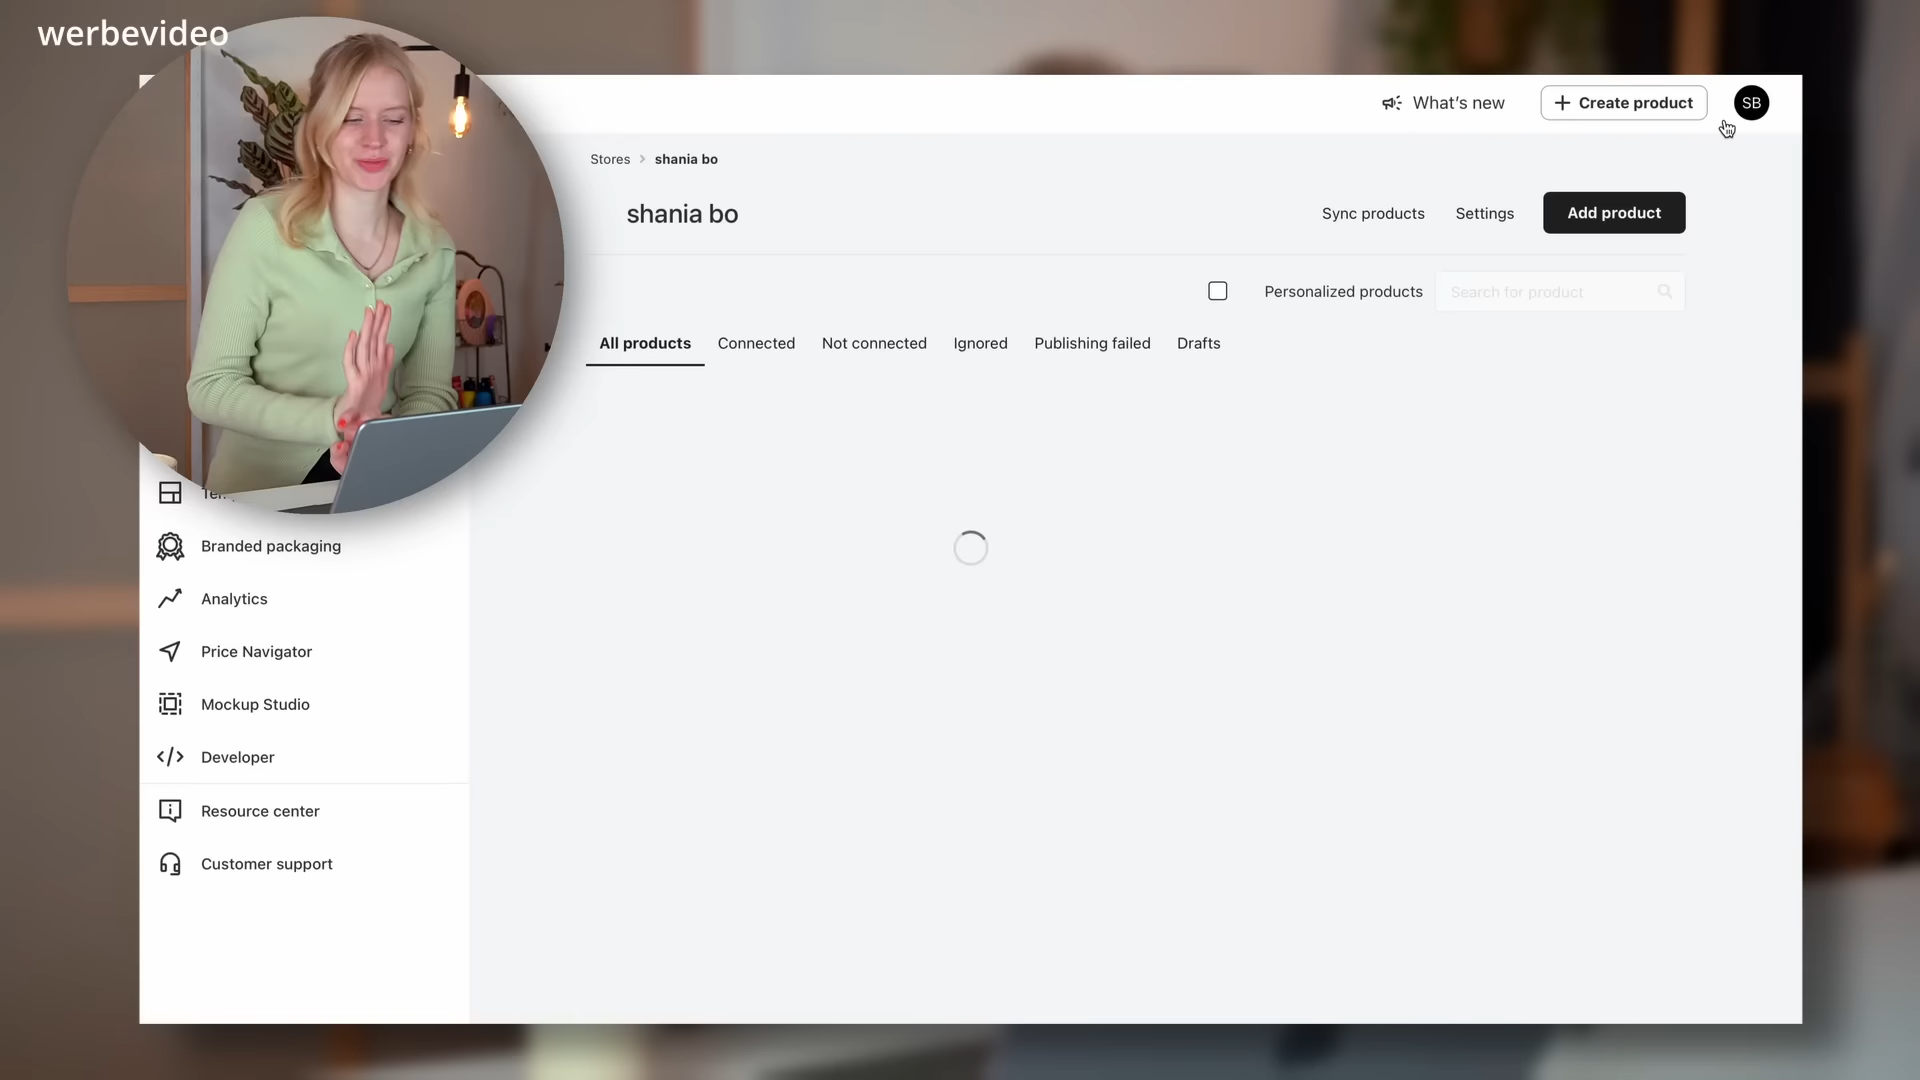 werbevideo
What's new
Create product
SB
Stores > shania bo
shania bo
Sync products
Settings
Add product
Personalized products
Search for product
All products
Connected
Not connected
Ignored
Publishing failed
Drafts
Branded packaging
Analytics
Price Navigator
Mockup Studio
Developer
Resource center
Customer support